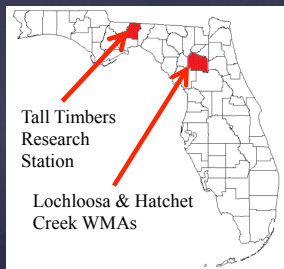 Tall Timbers
Research
Station
Lochloosa & Hatchet
Creek WMAs